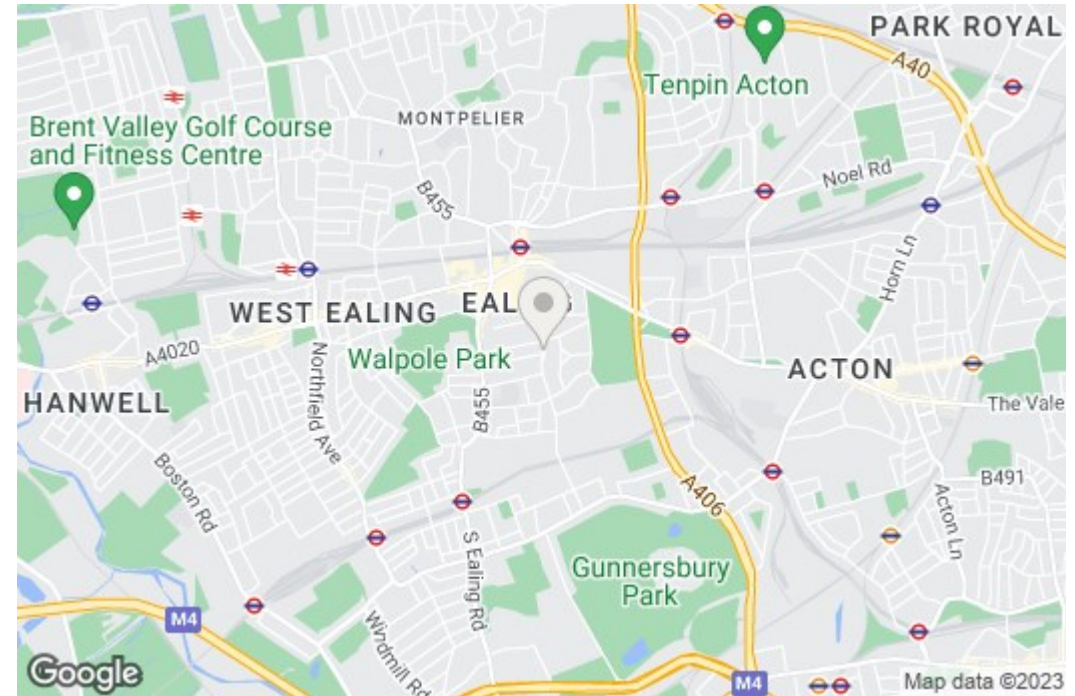 PARK ROYAL
A40
Tenpin Acton
Brent Valley Golf Course
and Fitness Centre
MONTPELIER
Noel Rd
B455
Horn Ln
WEST EALING
Walpole Park
A4020
HANWELL
Northfield Ave
B455
ACTON
The Vale
Boston Rd
A406
B491
Acton Ln
S Ealing Rd
Gunnersbury
Park
M4
Windmill Rd
M4
Google
Map data ©2023